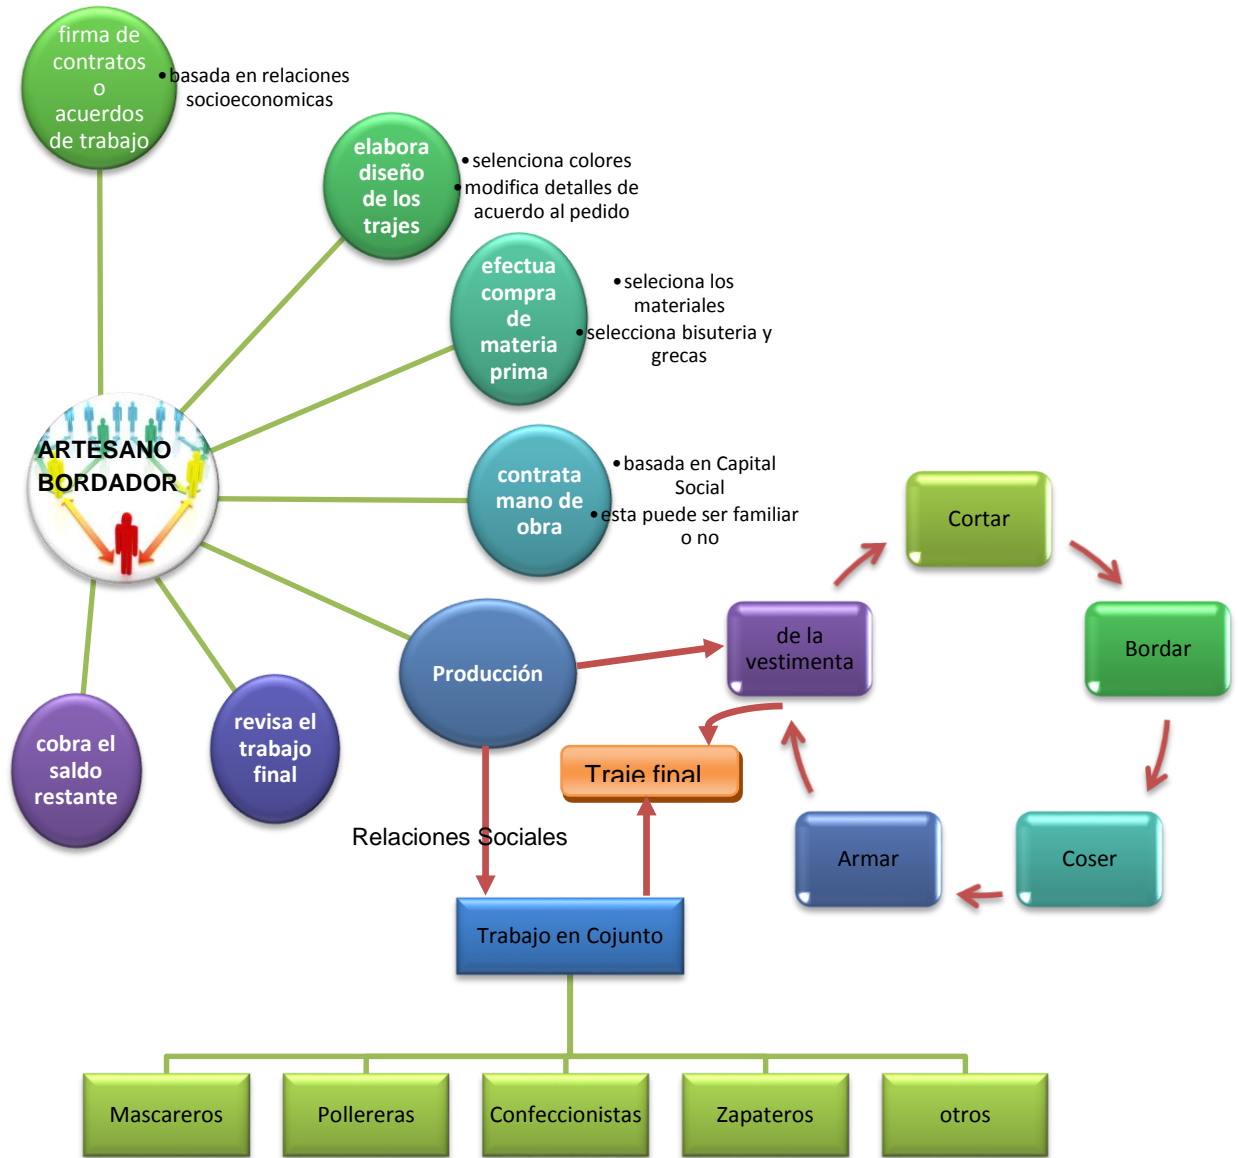 firma de
contratos
o
acuerdos
de trabajo
•basada en relaciones
socioeconomicas
elabora
diseño
de los
trajes
•selenciona colores
•modifica detalles de
acuerdo al pedido
efectua
compra
de
materia
prima
•seleciona los
materiales
•selecciona bisuteria y
grecas
ARTESANO
BORDADOR
contrata
mano de
obra
•basada en Capital
Social
•esta puede ser familiar
o no
Cortar
de la
vestimenta
Bordar
Producción
cobra el
saldo
restante
revisa el
trabajo
final
Traje final
Relaciones Sociales
Armar
Coser
Trabajo en Cojunto
Mascareros
Pollereras
Confeccionistas
Zapateros
otros